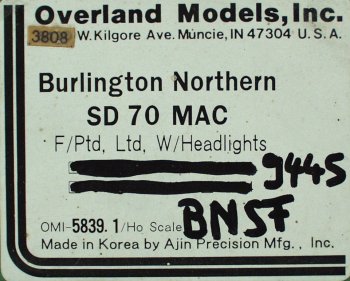 Overland Models, Inc.
3808 W. Kilgore Ave. Muncie, IN 47304 U.S.A.
Burlington Northern
SD 70 MAC
F/Ptd, Ltd, W/Headlights
9445
BNSF
OMI-5839.1/Ho Scale
Made in Korea by Ajin Precision Mfg., Inc.